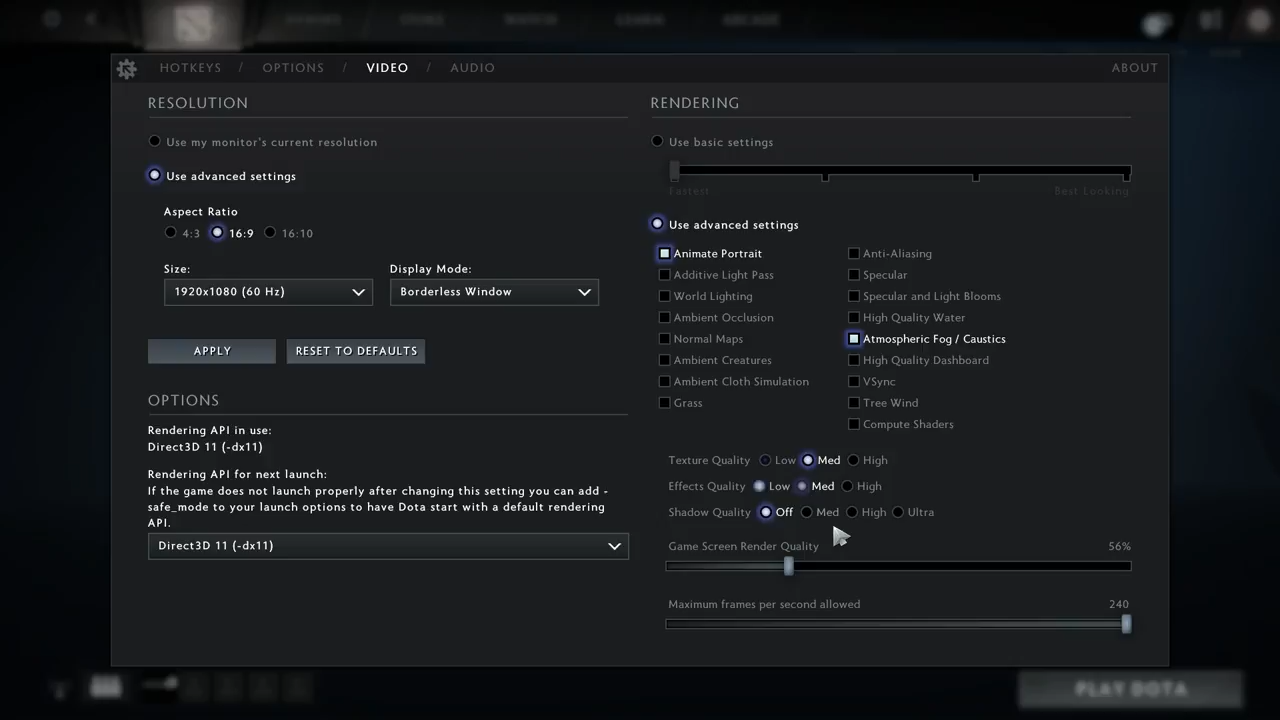 HOTKEYS / OPTIONS / VIDEO / AUDIO ABOUT
RESOLUTION
Use my monitor's current resolution
Use advanced settings
Aspect Ratio
4:3 16:9 16:10
Size: Display Mode:
1920x1080 (60 Hz) Borderless Window
APPLY RESET TO DEFAULTS
OPTIONS
Rendering API in use:
Direct3D 11 (-dx11)
Rendering API for next launch:
If the game does not launch properly after changing this setting you can add -
safe_mode to your launch options to have Dota start with a default rendering
API.
Direct3D 11 (-dx11)
RENDERING
Use basic settings
Fastest Best Looking
Use advanced settings
Animate Portrait Anti-Aliasing
Additive Light Pass Specular
World Lighting Specular and Light Blooms
Ambient Occlusion High Quality Water
Normal Maps Atmospheric Fog / Caustics
Ambient Creatures High Quality Dashboard
Ambient Cloth Simulation VSync
Grass Tree Wind
Compute Shaders
Texture Quality Low Med High
Effects Quality Low Med High
Shadow Quality Off Med High Ultra
Game Screen Render Quality 56%
Maximum frames per second allowed 240
PLAY DOTA